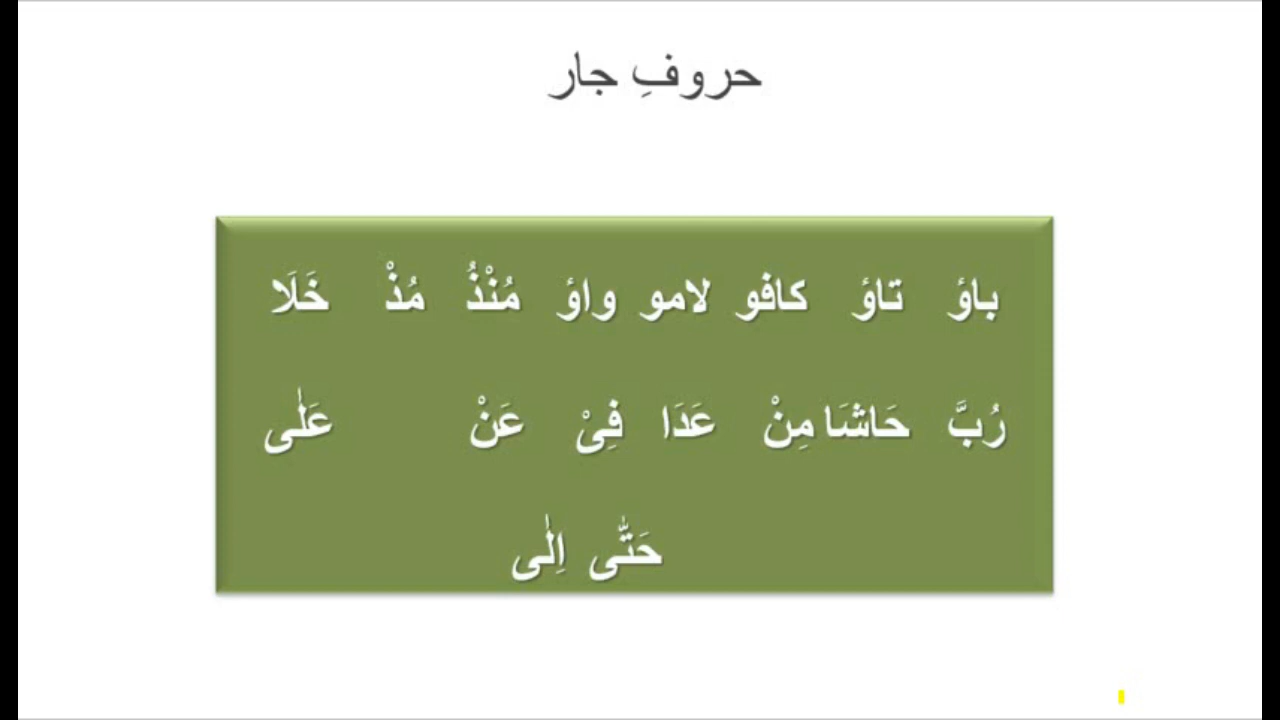 حروفِ جار
باؤ تاؤ کافو لامو واؤ مُنْذُ مُذْ خَلَا
رُبَّ حَاشَا مِنْ عَدَا فِیْ عَنْ عَلٰی
حَتّٰی اِلٰی